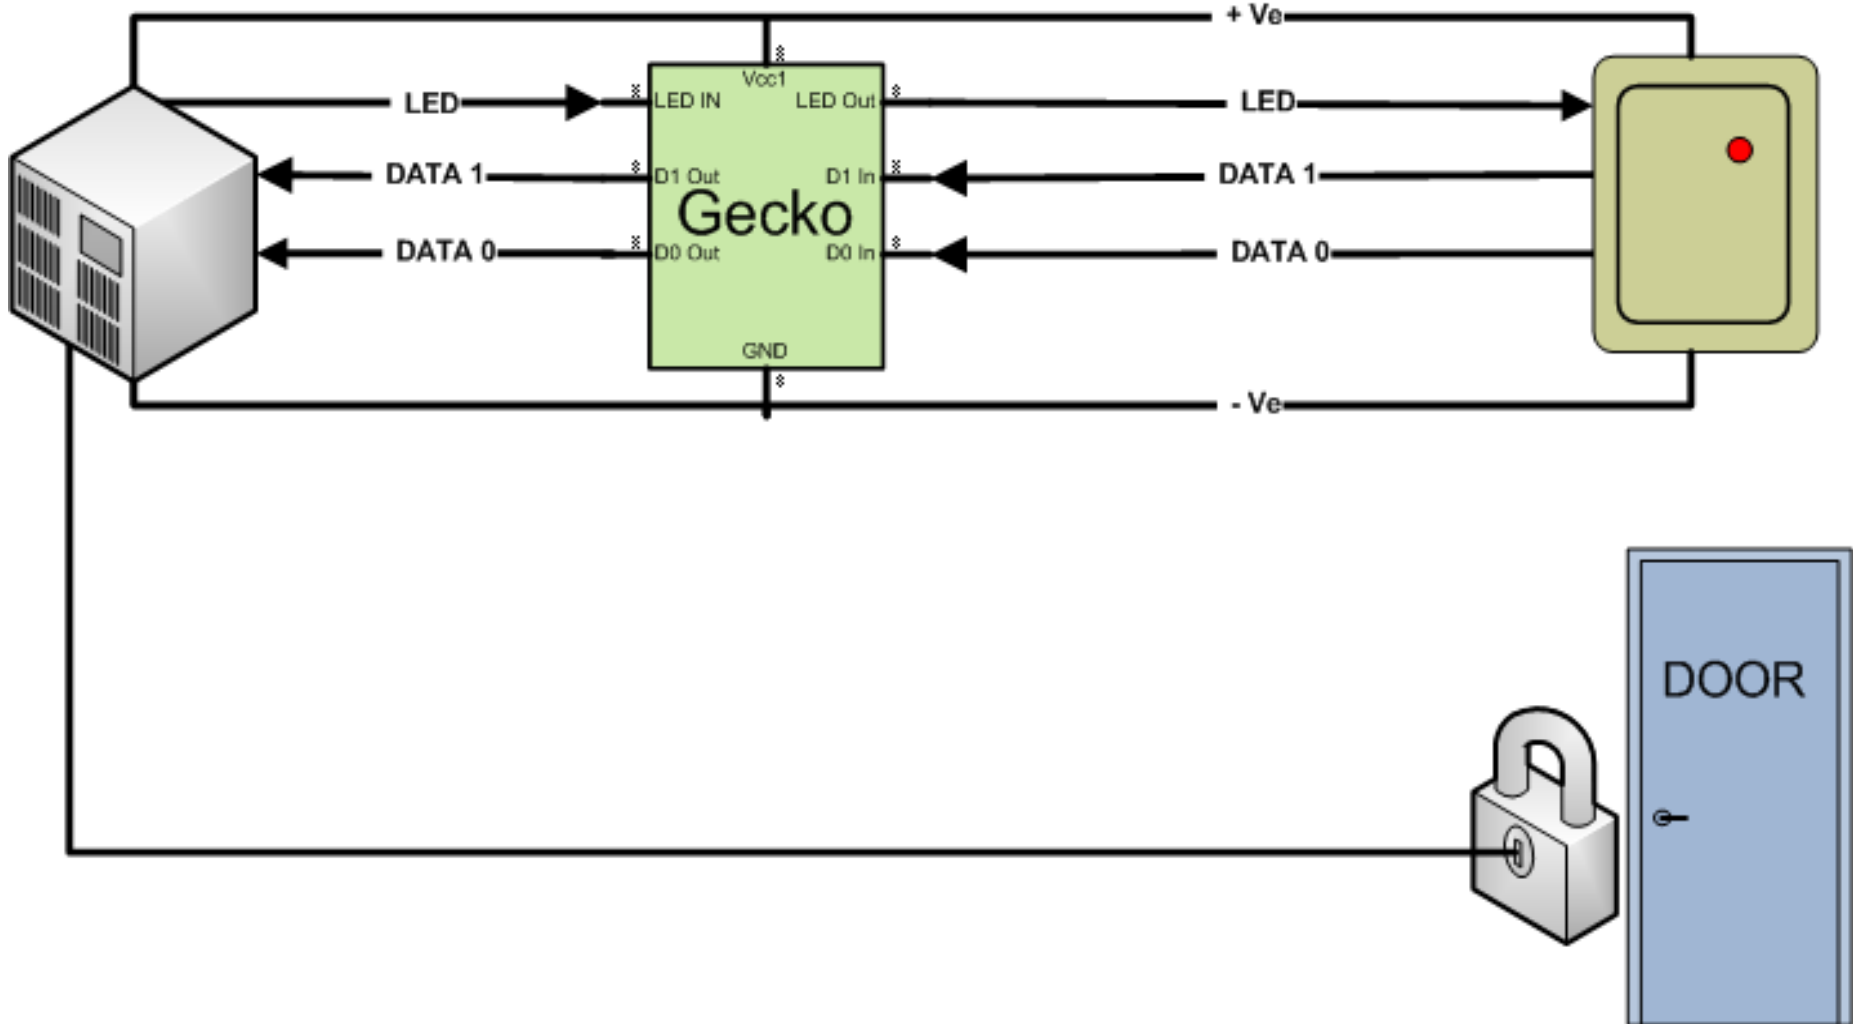 + Ve
Vcc1
LED
LED IN
LED Out
LED
DATA 1
D1 Out
D1 In
DATA 1
Gecko
DATA 0
D0 Out
D0 In
DATA 0
GND
- Ve
DOOR